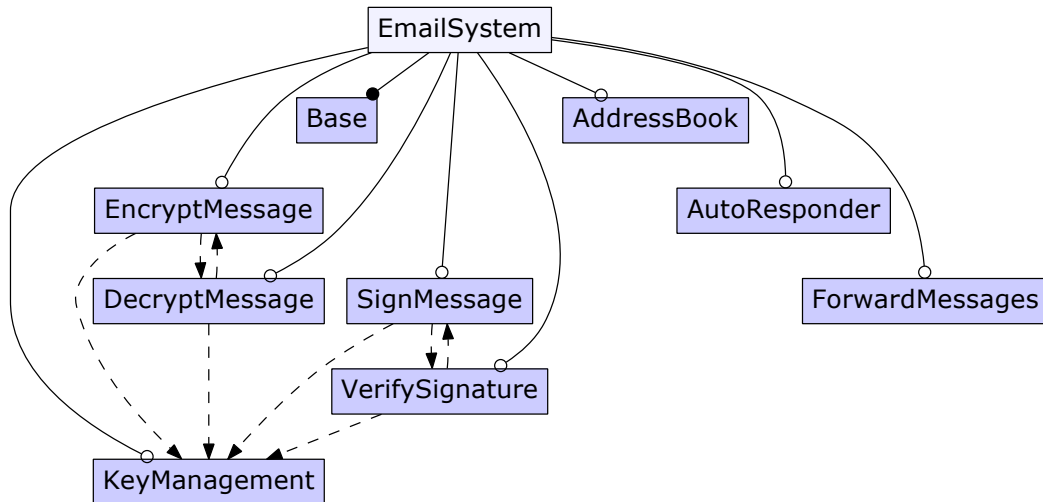 EmailSystem
Base
AddressBook
EncryptMessage
AutoResponder
DecryptMessage
SignMessage
ForwardMessages
VerifySignature
KeyManagement